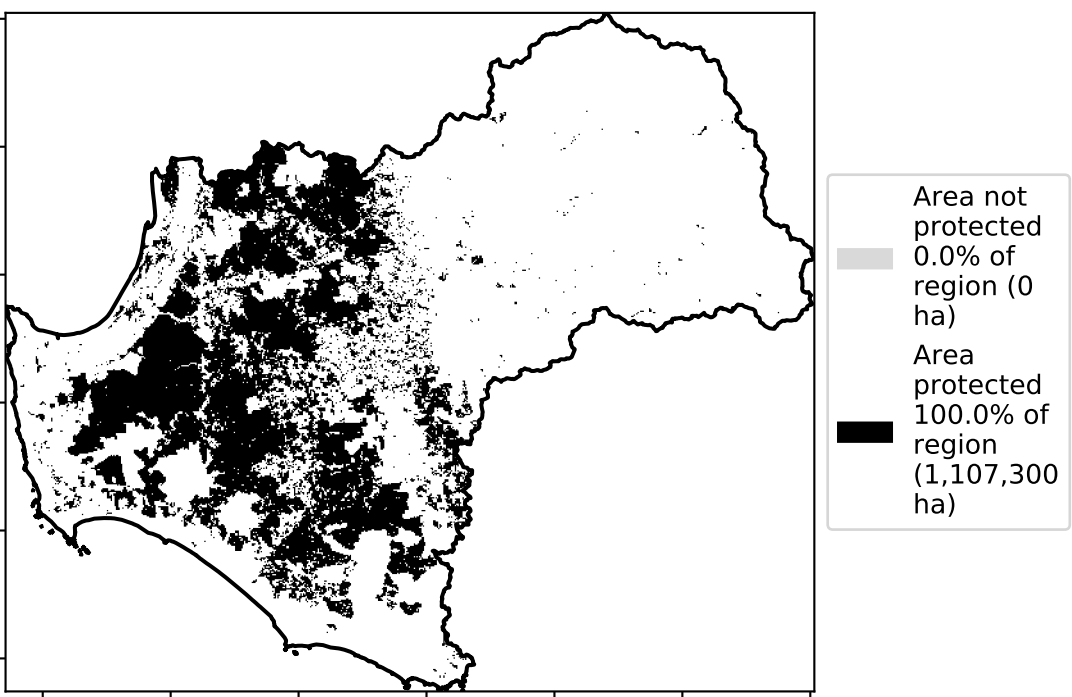 Area not
protected
0.0% of
region (0
ha)
Area
protected
100.0% of
region
(1,107,300
ha)